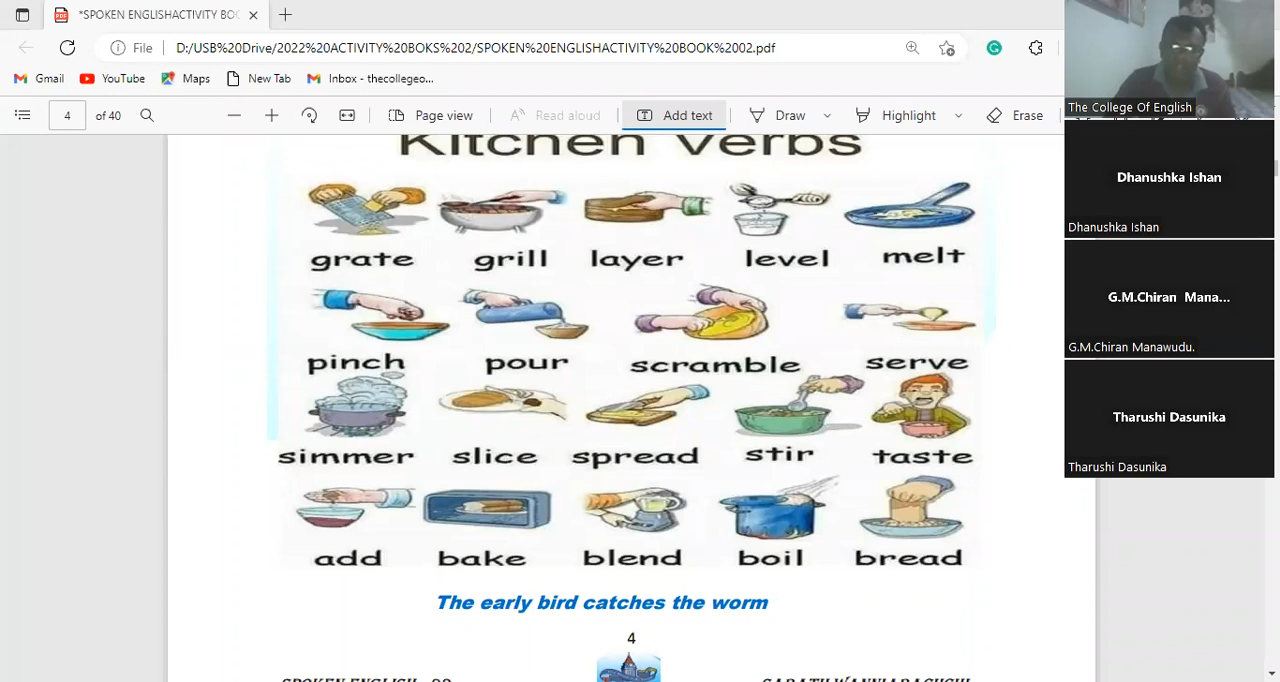 *SPOKEN ENGLISHACTIVITY BOO
File D:/USB%20Drive/2022%20ACTIVITY%20BOKS%202/SPOKEN%20ENGLISHACTIVITY%20BOOK%2002.pdf
Gmail YouTube Maps New Tab Inbox - thecollegeo...
4 of 40 Page view Read aloud Add text Draw Highlight Erase
Kitchen Verbs
grate grill layer level melt
pinch pour scramble serve
simmer slice spread stir taste
add bake blend boil bread
The early bird catches the worm
4
The College Of English
Dhanushka Ishan
Dhanushka Ishan
G.M.Chiran Mana...
G.M.Chiran Manawudu.
Tharushi Dasunika
Tharushi Dasunika